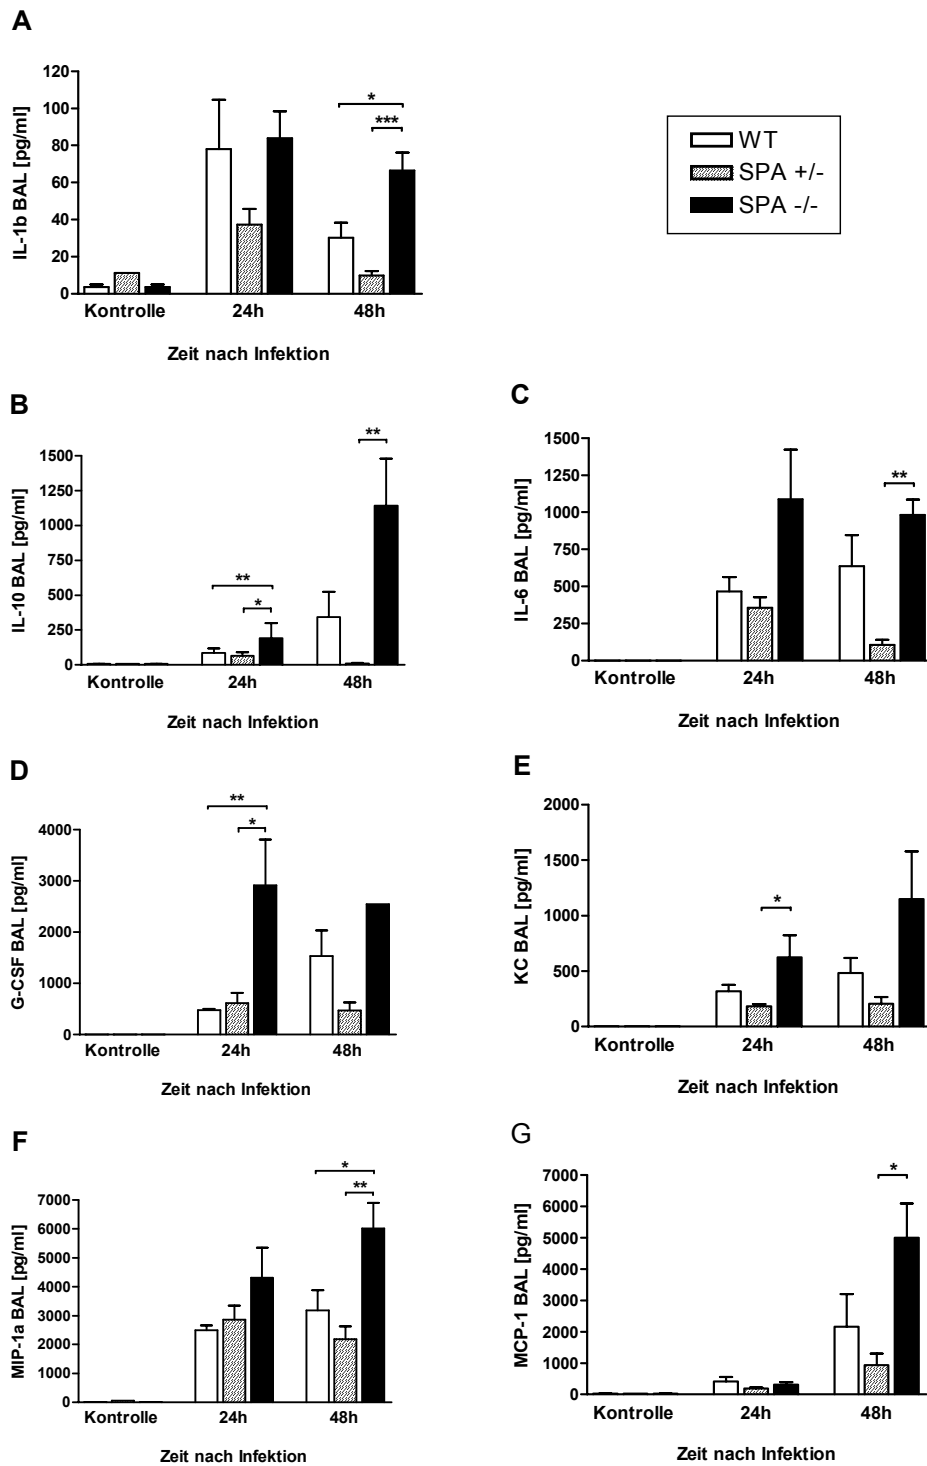 A
IL-1b BAL [pg/ml]
120
100
80
60
40
20
0
* 
***
Kontrolle 24h 48h
Zeit nach Infektion
WT
SPA +/-
SPA -/-
B
IL-10 BAL [pg/ml]
1500
1250
1000
750
500
250
0
**
*
**
Kontrolle 24h 48h
Zeit nach Infektion
C
IL-6 BAL [pg/ml]
1500
1250
1000
750
500
250
0
**
Kontrolle 24h 48h
Zeit nach Infektion
D
G-CSF BAL [pg/ml]
4000
3000
2000
1000
0
**
*
Kontrolle 24h 48h
Zeit nach Infektion
E
KC BAL [pg/ml]
2000
1500
1000
500
0
*
Kontrolle 24h 48h
Zeit nach Infektion
F
MIP-1a BAL [pg/ml]
7000
6000
5000
4000
3000
2000
1000
0
*
**
Kontrolle 24h 48h
Zeit nach Infektion
G
MCP-1 BAL [pg/ml]
7000
6000
5000
4000
3000
2000
1000
0
*
Kontrolle 24h 48h
Zeit nach Infektion